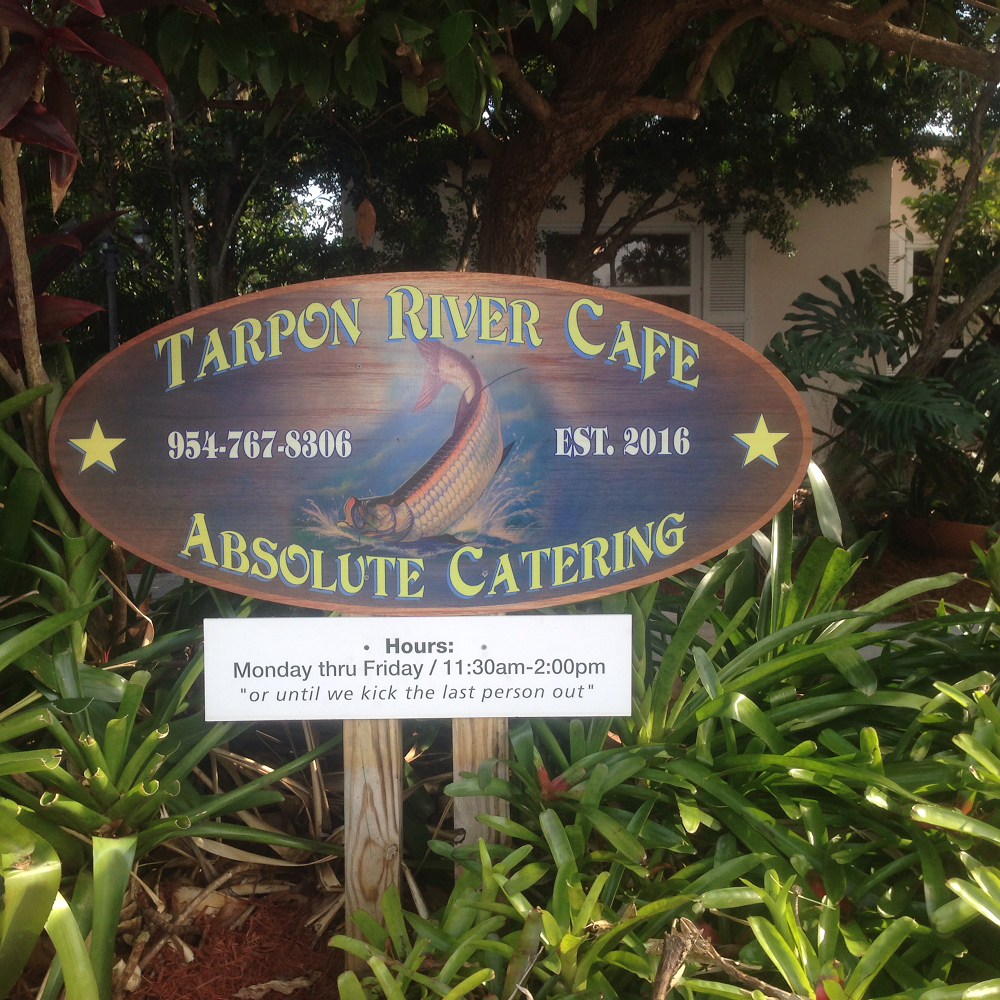 TARPON RIVER CAFE
954-767-8306 EST. 2016
ABSOLUTE CATERING
• Hours: •
Monday thru Friday / 11:30am-2:00pm
"or until we kick the last person out"